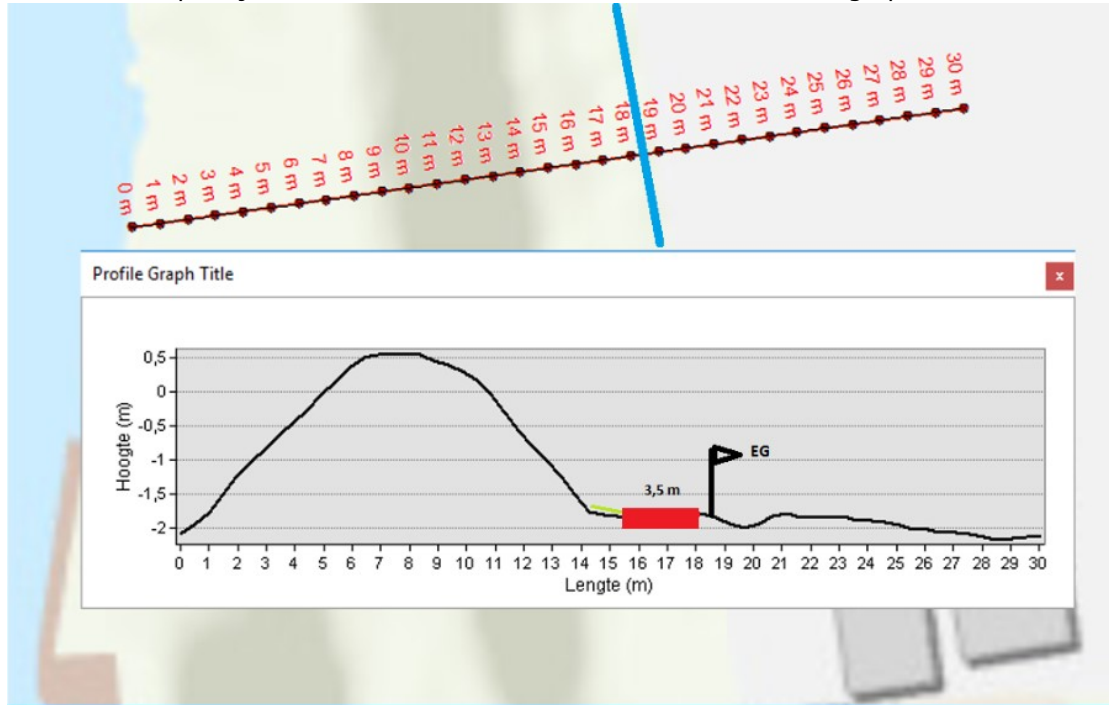 0 m
1 m
2 m
3 m
4 m
5 m
6 m
7 m
8 m
9 m
10 m
11 m
12 m
13 m
14 m
15 m
16 m
17 m
18 m
19 m
20 m
21 m
22 m
23 m
24 m
25 m
26 m
27 m
28 m
29 m
30 m
Profile Graph Title
x
Hoogte (m)
0,5
0
-0,5
-1
-1,5
-2
EG
3,5 m
0 1 2 3 4 5 6 7 8 9 10 11 12 13 14 15 16 17 18 19 20 21 22 23 24 25 26 27 28 29 30
Lengte (m)